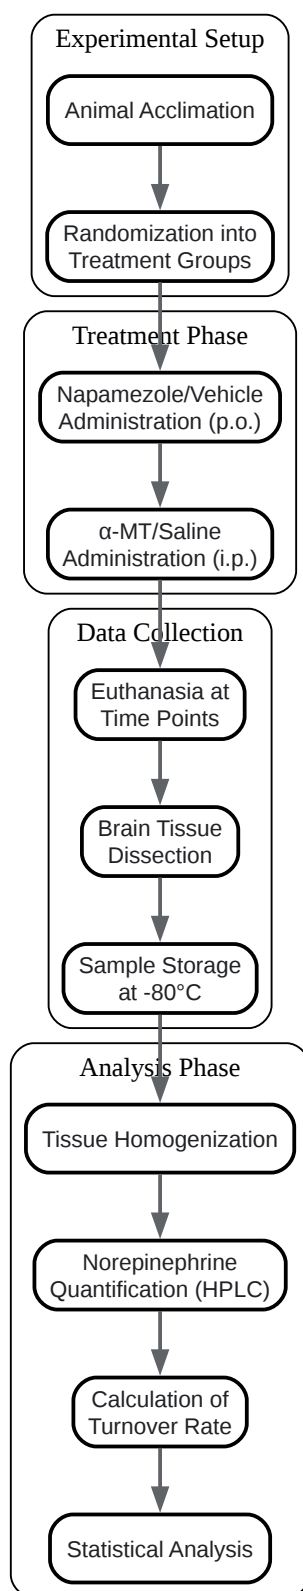 Experimental Setup
Animal Acclimation
Randomization into
Treatment Groups
Treatment Phase
Napamezole/Vehicle
Administration (p.o.)
α-MT/Saline
Administration (i.p.)
Data Collection
Euthanasia at
Time Points
Brain Tissue
Dissection
Sample Storage
at -80°C
Analysis Phase
Tissue Homogenization
Norepinephrine
Quantification (HPLC)
Calculation of
Turnover Rate
Statistical Analysis